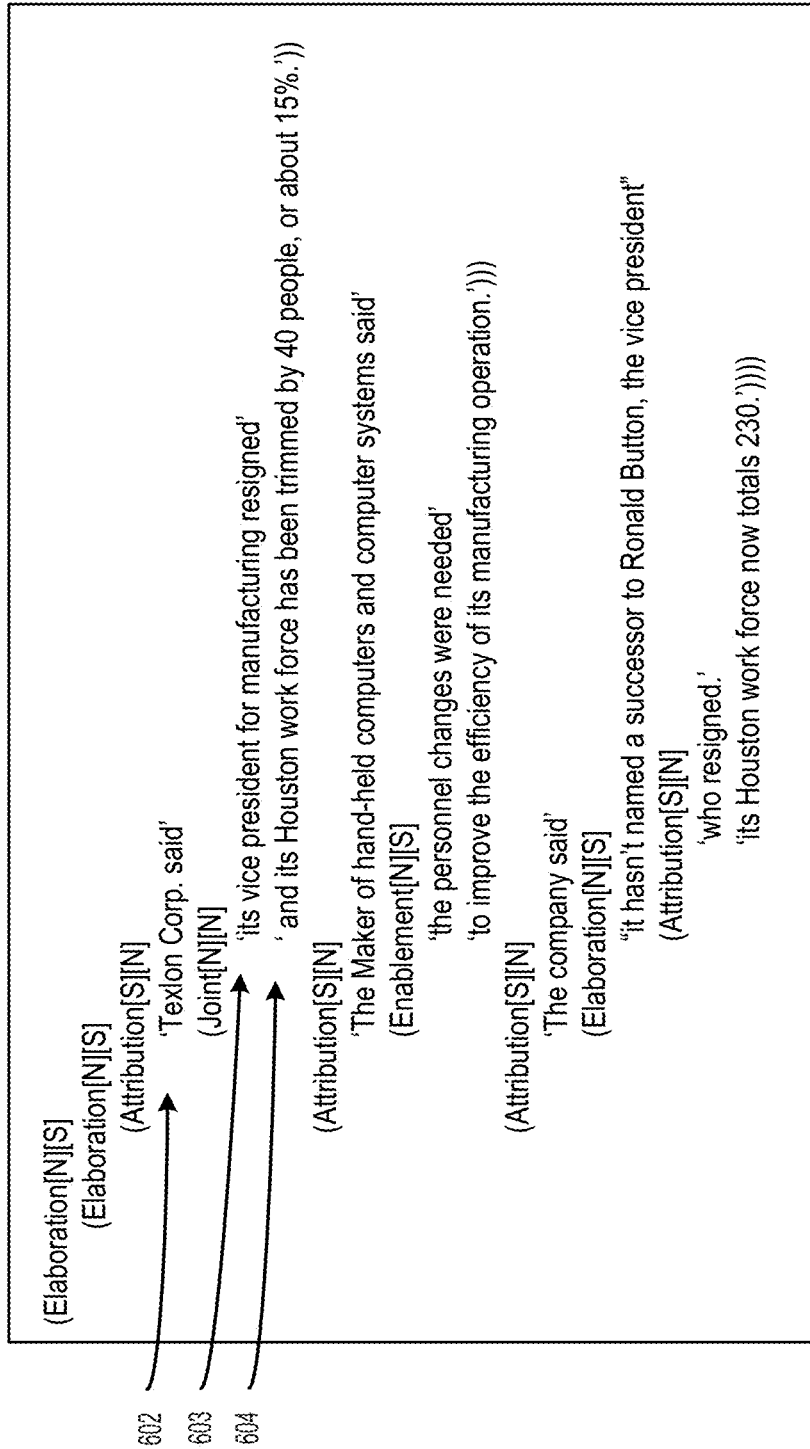 (Elaboration[N][S]
(Elaboration[N][S]
(Attribution[S][N]
602
'Texlon Corp. said'
(Joint[N][N]
603
'its vice president for manufacturing resigned'
604
' and its Houston work force has been trimmed by 40 people, or about 15%.'))
(Attribution[S][N]
'The Maker of hand-held computers and computer systems said'
(Enablement[N][S]
'the personnel changes were needed'
'to improve the efficiency of its manufacturing operation.')))
(Attribution[S][N]
'The company said'
(Elaboration[N][S]
"it hasn't named a successor to Ronald Button, the vice president"
(Attribution[S][N]
'who resigned.'
'its Houston work force now totals 230.'))))